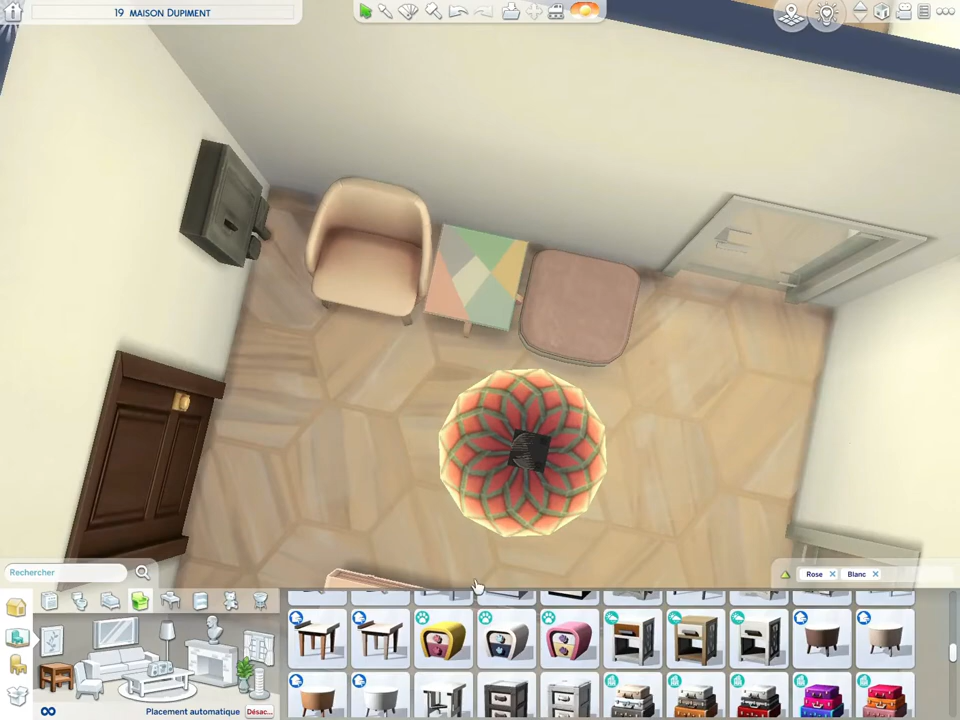 19 MAISON DUPIMENT
Rechercher
Rose
Blanc
Placement automatique
Désac...